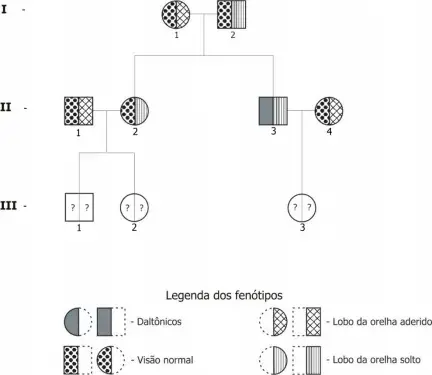 I -
1 2
II -
1 2 3 4
III -
? ? ? ? ? ?
1 2 3
Legenda dos fenótipos
- Daltônicos - Lobo da orelha aderido
- Visão normal - Lobo da orelha solto